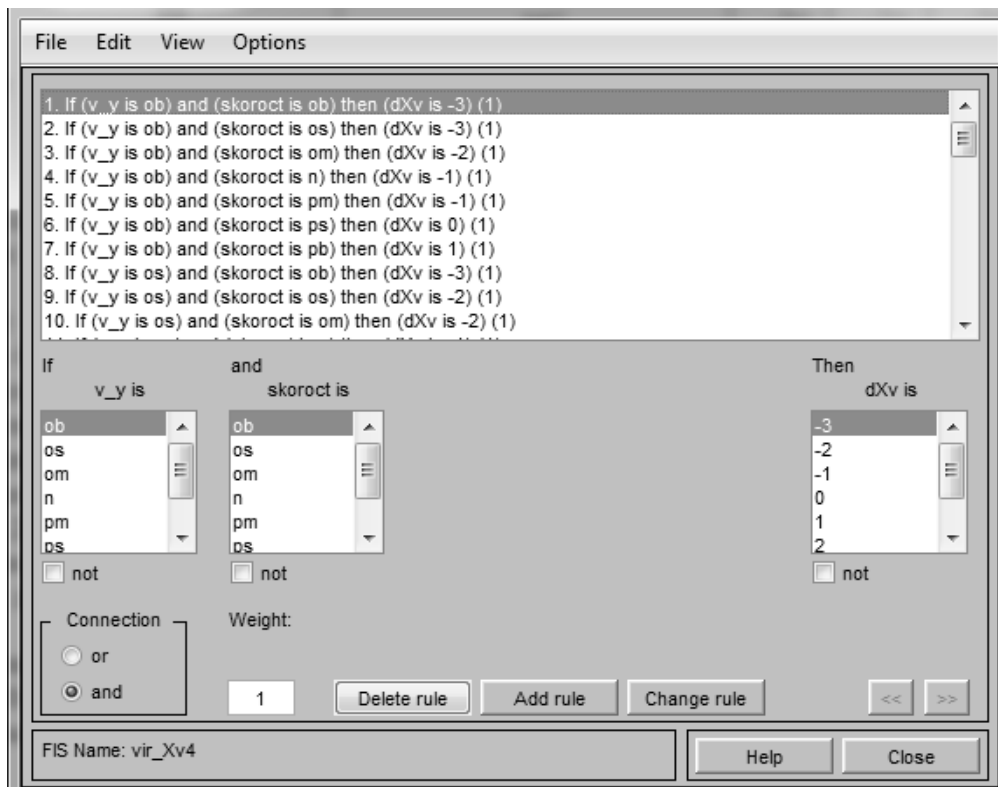 File Edit View Options
1. If (v_y is ob) and (skoroct is ob) then (dXv is -3) (1)
2. If (v_y is ob) and (skoroct is os) then (dXv is -3) (1)
3. If (v_y is ob) and (skoroct is om) then (dXv is -2) (1)
4. If (v_y is ob) and (skoroct is n) then (dXv is -1) (1)
5. If (v_y is ob) and (skoroct is pm) then (dXv is -1) (1)
6. If (v_y is ob) and (skoroct is ps) then (dXv is 0) (1)
7. If (v_y is ob) and (skoroct is pb) then (dXv is 1) (1)
8. If (v_y is os) and (skoroct is ob) then (dXv is -3) (1)
9. If (v_y is os) and (skoroct is os) then (dXv is -2) (1)
10. If (v_y is os) and (skoroct is om) then (dXv is -2) (1)
If and Then
v_y is skoroct is dXv is
ob ob -3
os os -2
om om -1
n n 0
pm pm 1
ps ps 2
not not not
Connection Weight:
or
and 1 Delete rule Add rule Change rule << >>
FIS Name: vir_Xv4 Help Close